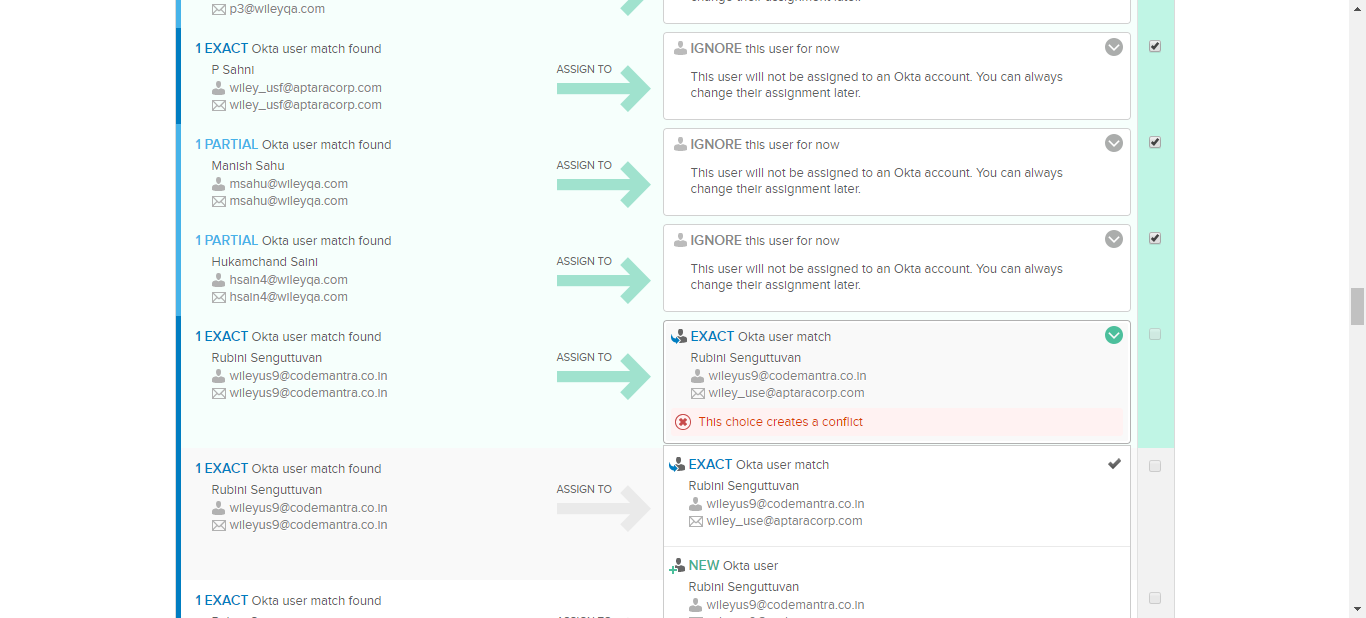 p3@wileyqa.com
change their assignment later.
1 EXACT Okta user match found
P Sahni
wiley_usf@aptaracorp.com
wiley_usf@aptaracorp.com
ASSIGN TO
IGNORE this user for now
This user will not be assigned to an Okta account. You can always
change their assignment later.
1 PARTIAL Okta user match found
Manish Sahu
msahu@wileyqa.com
msahu@wileyqa.com
ASSIGN TO
IGNORE this user for now
This user will not be assigned to an Okta account. You can always
change their assignment later.
1 PARTIAL Okta user match found
Hukamchand Saini
hsain4@wileyqa.com
hsain4@wileyqa.com
ASSIGN TO
IGNORE this user for now
This user will not be assigned to an Okta account. You can always
change their assignment later.
1 EXACT Okta user match found
Rubini Senguttuvan
wileyus9@codemantra.co.in
wileyus9@codemantra.co.in
ASSIGN TO
EXACT Okta user match
Rubini Senguttuvan
wileyus9@codemantra.co.in
wiley_use@aptaracorp.com
This choice creates a conflict
1 EXACT Okta user match found
Rubini Senguttuvan
wileyus9@codemantra.co.in
wileyus9@codemantra.co.in
ASSIGN TO
EXACT Okta user match
Rubini Senguttuvan
wileyus9@codemantra.co.in
wiley_use@aptaracorp.com
NEW Okta user
Rubini Senguttuvan
wileyus9@codemantra.co.in
1 EXACT Okta user match found